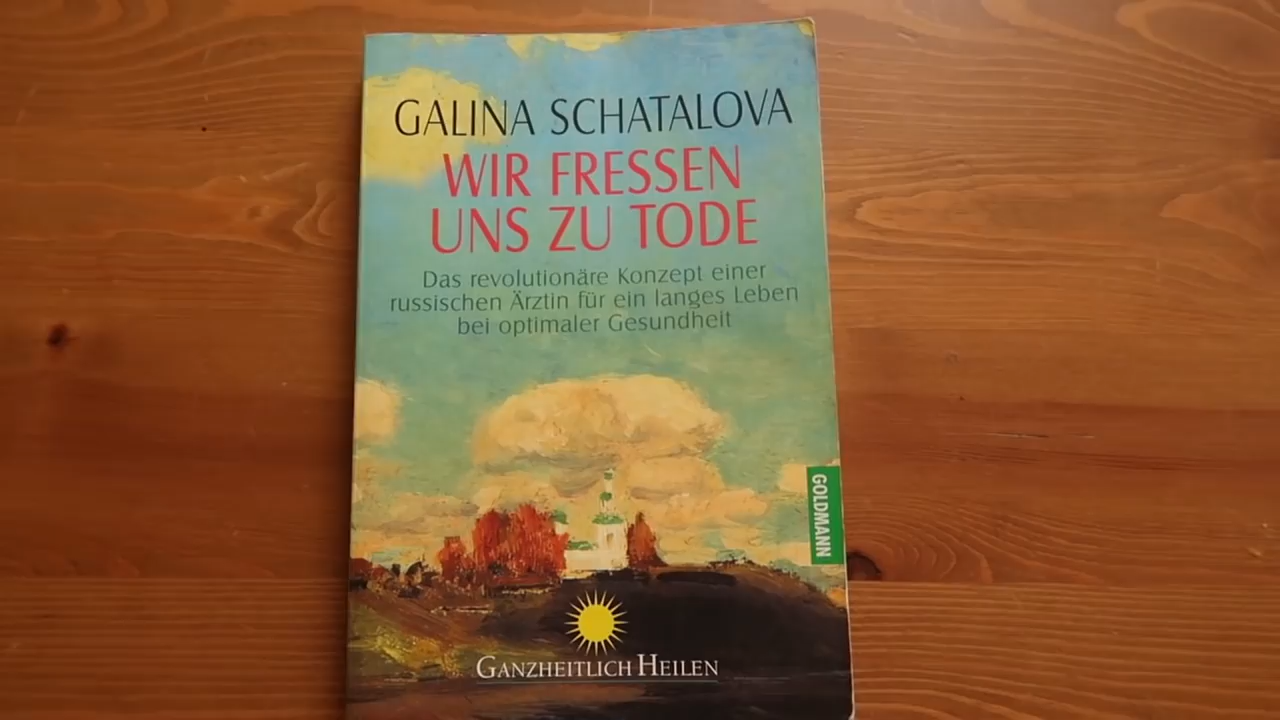 GALINA SCHATALOVA
WIR FRESSEN
UNS ZU TODE
Das revolutionäre Konzept einer
russischen Ärztin für ein langes Leben
bei optimaler Gesundheit
GOLDMANN
GANZHEITLICH HEILEN